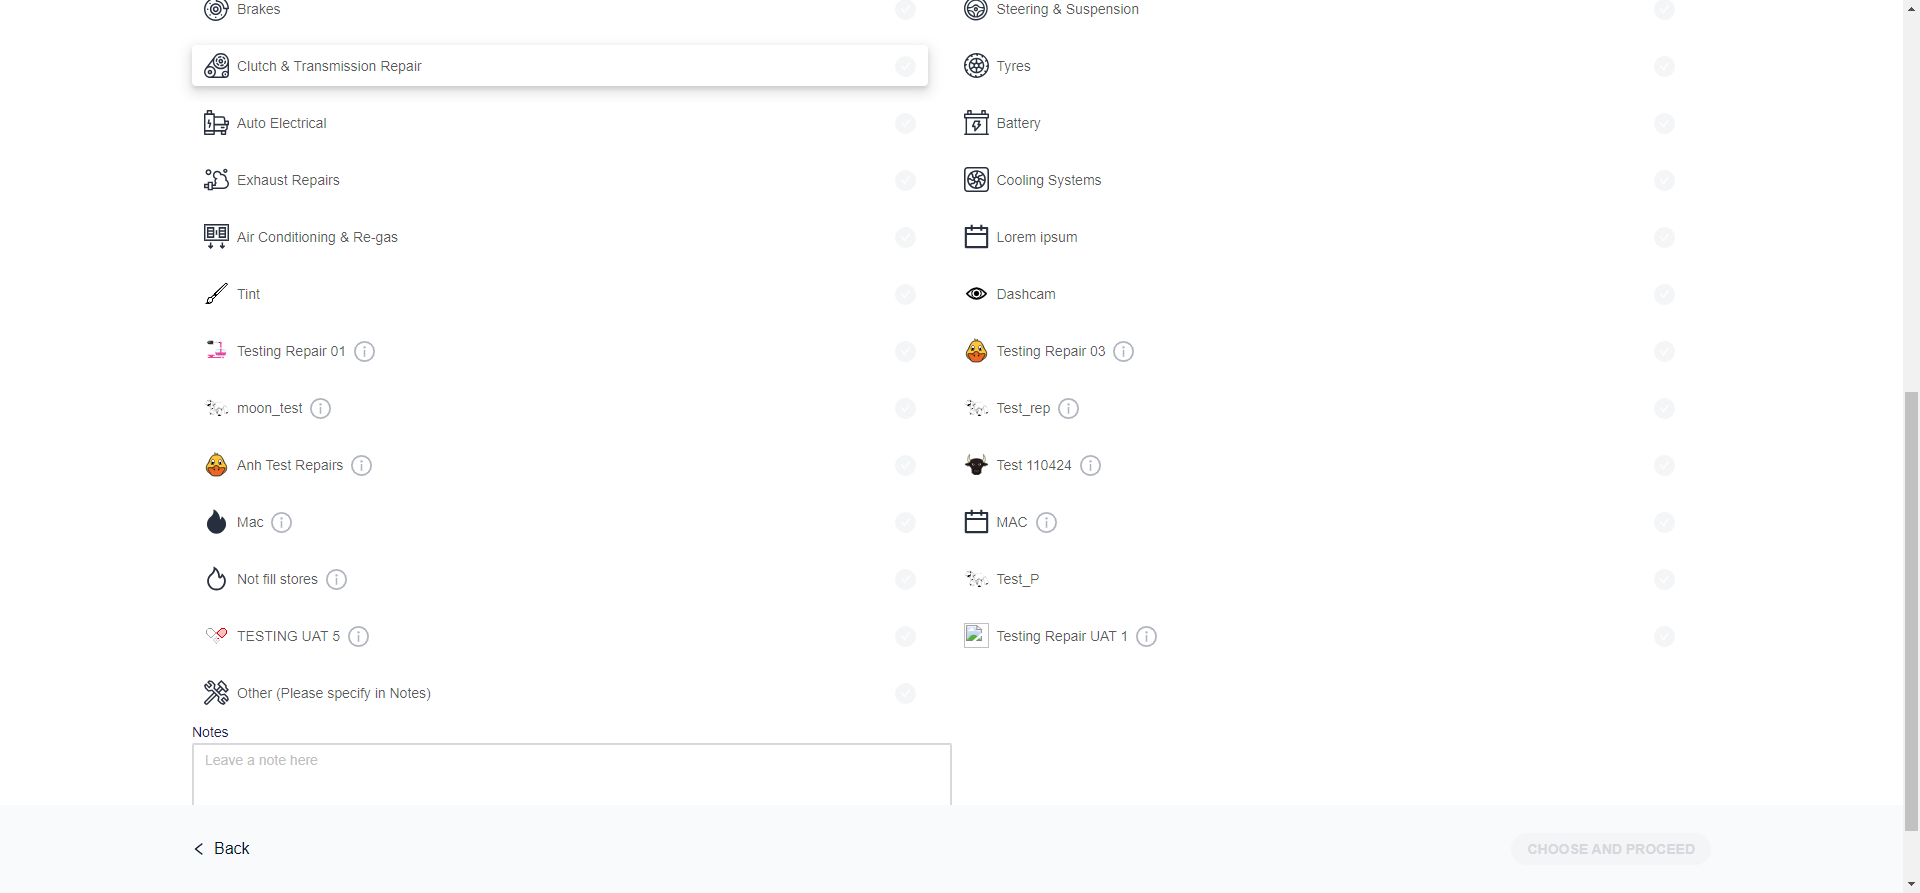 Brakes
Steering & Suspension
Clutch & Transmission Repair
Tyres
Auto Electrical
Battery
Exhaust Repairs
Cooling Systems
Air Conditioning & Re-gas
Lorem ipsum
Tint
Dashcam
Testing Repair 01
Testing Repair 03
moon_test
Test_rep
Anh Test Repairs
Test 110424
Mac
MAC
Not fill stores
Test_P
TESTING UAT 5
Testing Repair UAT 1
Other (Please specify in Notes)
Notes
Leave a note here
Back
CHOOSE AND PROCEED